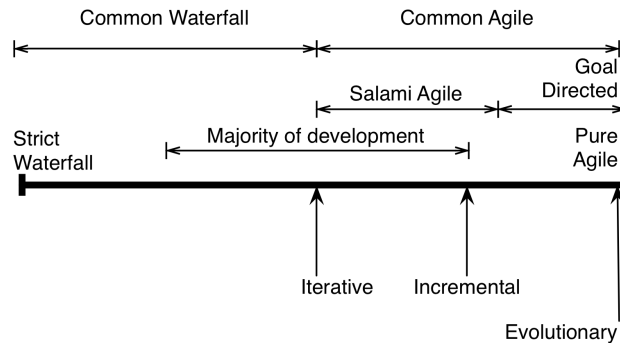 Common Waterfall
Common Agile
Goal
Directed
Salami Agile
Majority of development
Strict
Waterfall
Pure
Agile
Iterative
Incremental
Evolutionary